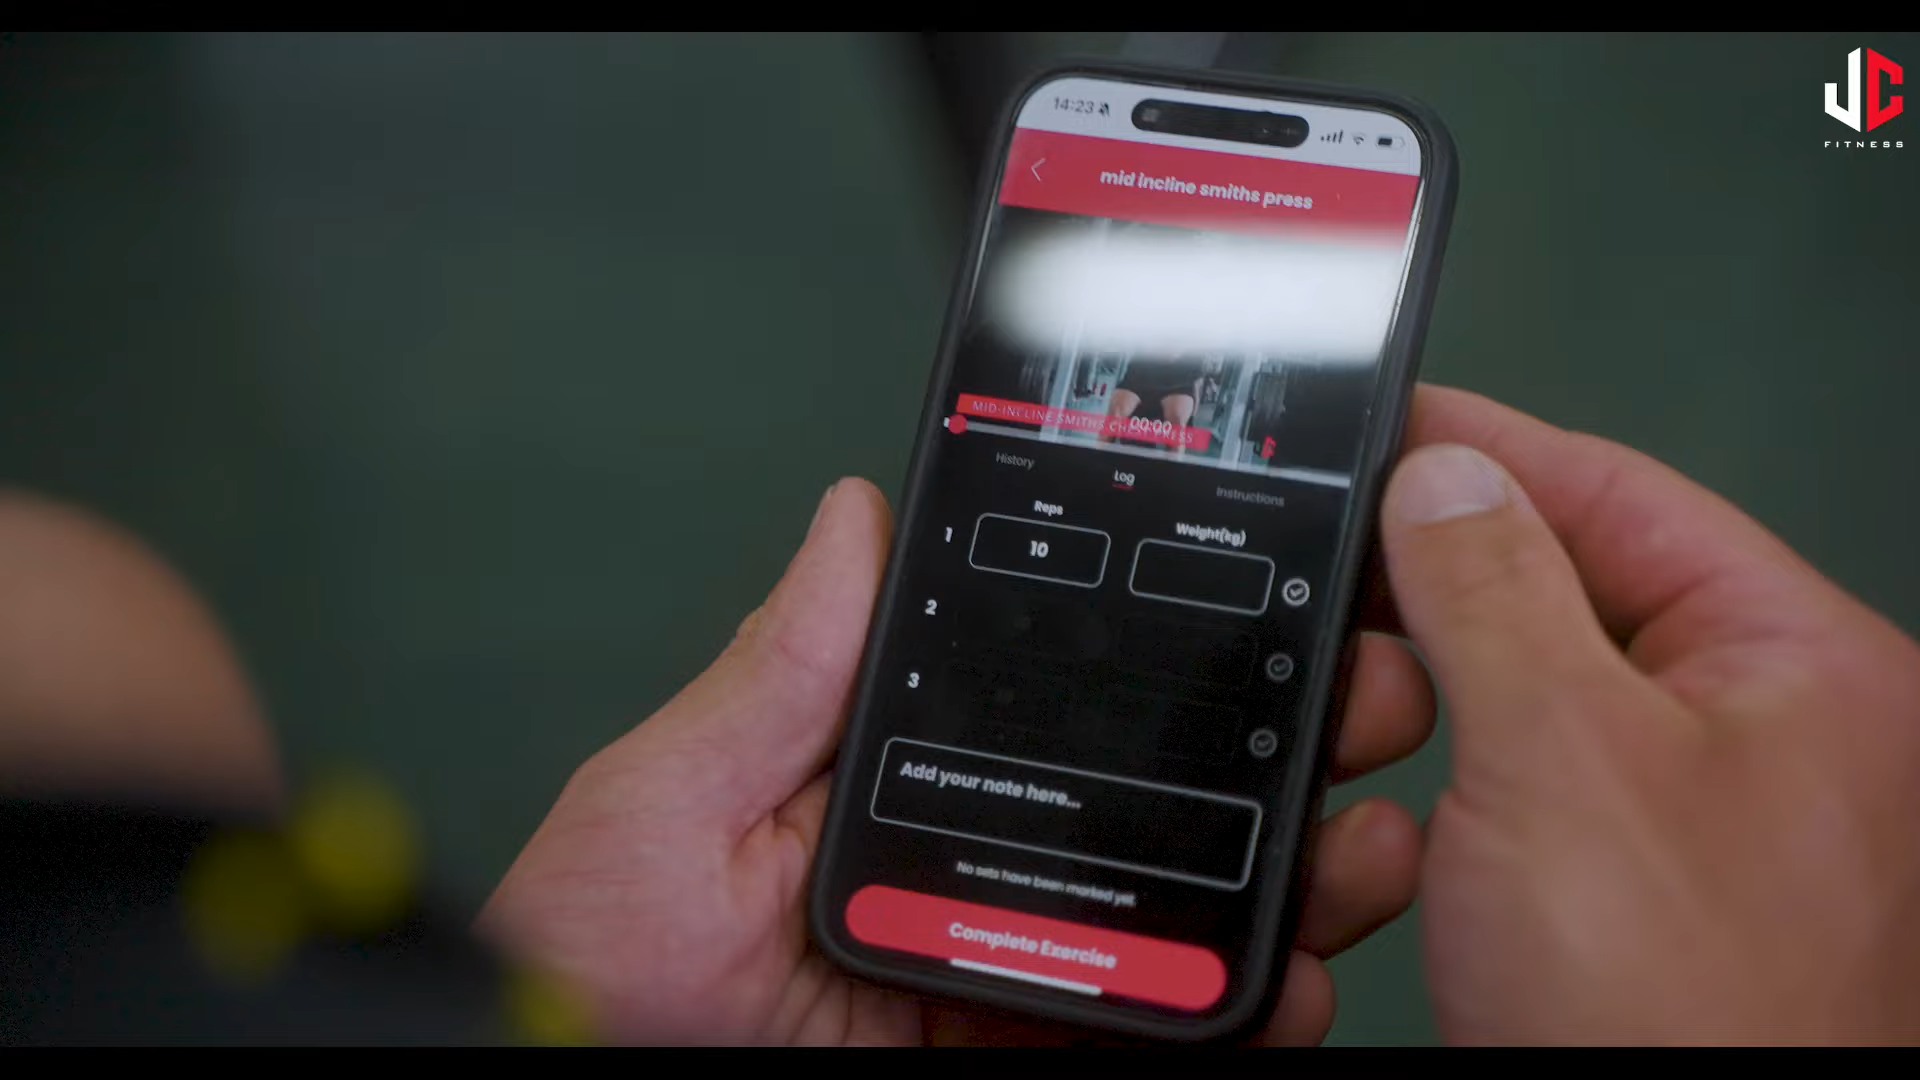 JC
FITNESS
14:23
mid incline smiths press
MID-INCLINE SMITHS CHEST PRESS
00:00
History
Log
Instructions
Reps
Weight(kg)
1
10
2
3
Add your note here...
No sets have been marked yet.
Complete Exercise